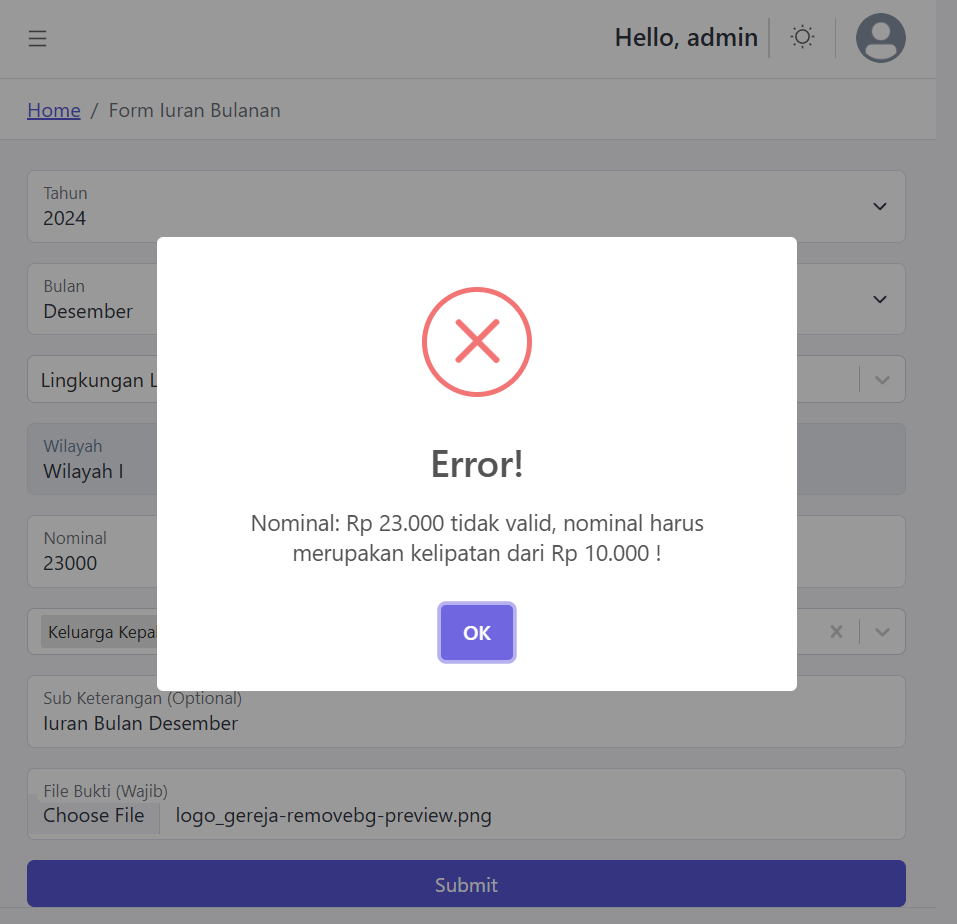 Hello, admin
Home / Form Iuran Bulanan
Tahun
2024
Bulan
Desember
Lingkungan
Wilayah
Wilayah I
Nominal
23000
Keluarga
Sub Keterangan (Optional)
Iuran Bulan Desember
File Bukti (Wajib)
Choose File logo_gereja-removebg-preview.png
Submit
Error!
Nominal: Rp 23.000 tidak valid, nominal harus
merupakan kelipatan dari Rp 10.000 !
OK